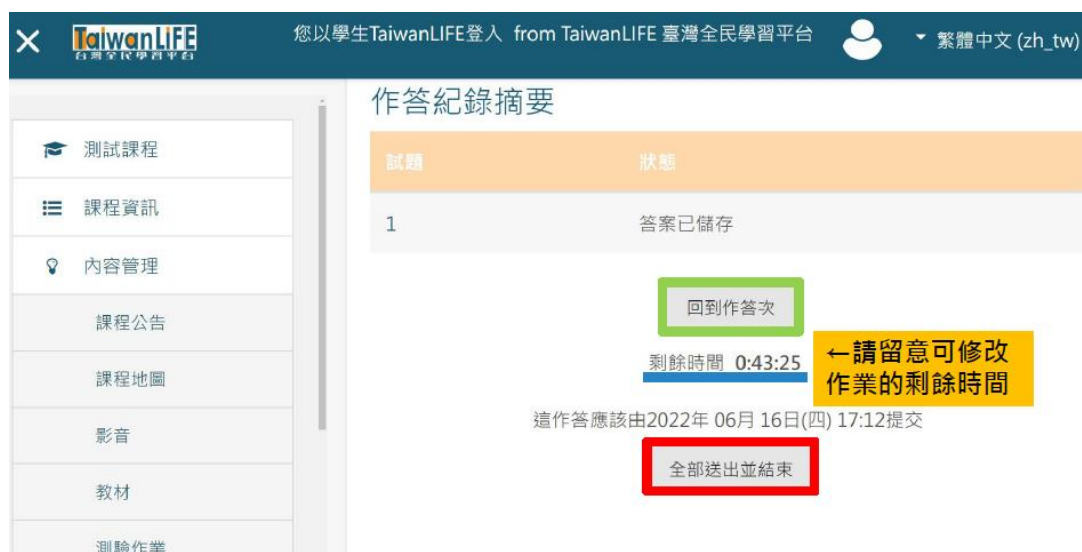 TaiwanLIFE
台灣全民學習平台
您以學生TaiwanLIFE登入 from TaiwanLIFE 臺灣全民學習平台
繁體中文 (zh_tw)
作答紀錄摘要
測試課程
試題 狀態
課程資訊
1 答案已儲存
內容管理
課程公告
回到作答次
剩餘時間 0:43:25
←請留意可修改
作業的剩餘時間
課程地圖
這作答應該由2022年 06月 16日(四) 17:12提交
影音
全部送出並結束
教材
測驗作業